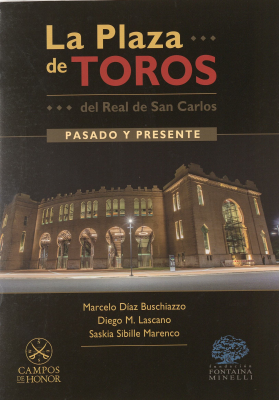 La Plaza
de TOROS
del Real de San Carlos
PASADO Y PRESENTE
Marcelo Díaz Buschiazzo
Diego M. Lascano
Saskia Sibille Marenco
CAMPOS
DE HONOR
fundación
FONTAINA
MINELLI